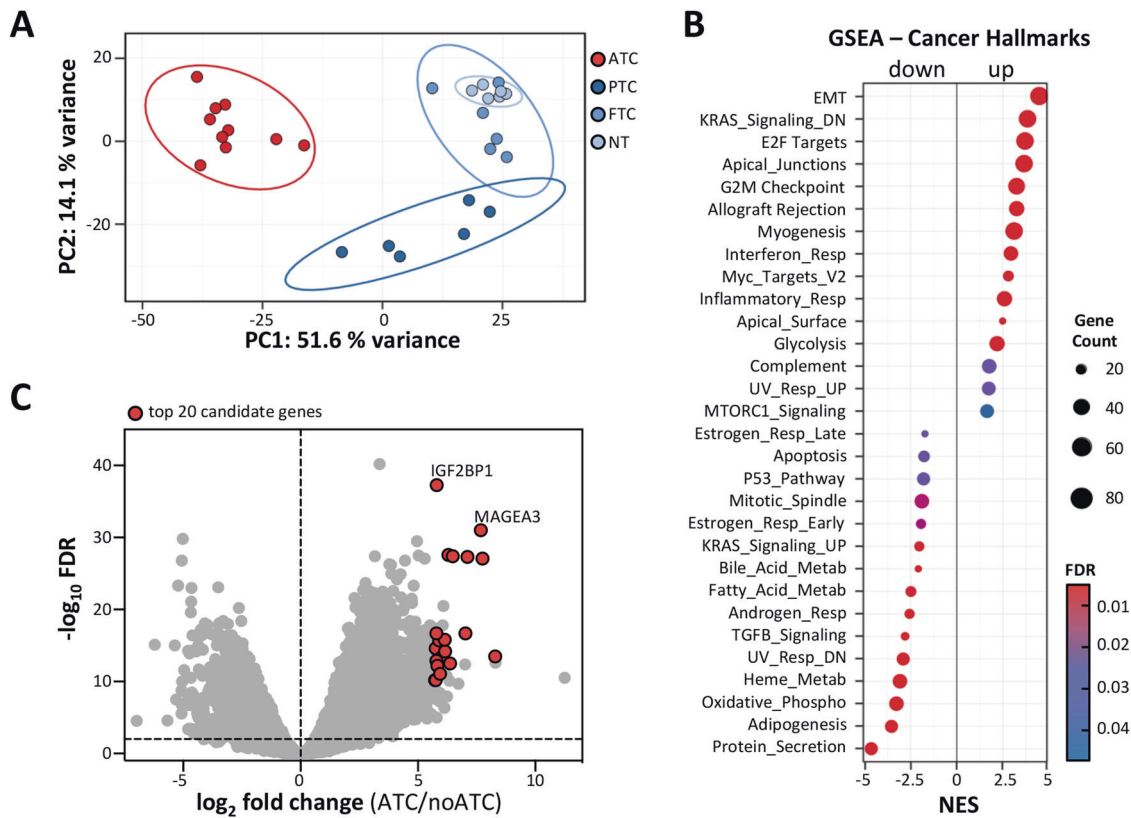 A
20
0
-20
PC2: 14.1 % variance
-50
-25
0
25
PC1: 51.6 % variance
ATC
PTC
FTC
NT
B
GSEA – Cancer Hallmarks
down up
EMT
KRAS_Signaling_DN
E2F Targets
Apical_Junctions
G2M Checkpoint
Allograft Rejection
Myogenesis
Interferon_Resp
Myc_Targets_V2
Inflammatory_Resp
Apical_Surface
Glycolysis
Complement
UV_Resp_UP
MTORC1_Signaling
Estrogen_Resp_Late
Apoptosis
P53_Pathway
Mitotic_Spindle
Estrogen_Resp_Early
KRAS_Signaling_UP
Bile_Acid_Metab
Fatty_Acid_Metab
Androgen_Resp
TGFB_Signaling
UV_Resp_DN
Heme_Metab
Oxidative_Phospho
Adipogenesis
Protein_Secretion
-5
-2.5
0
2.5
5
NES
Gene
Count
20
40
60
80
FDR
0.01
0.02
0.03
0.04
C
top 20 candidate genes
IGF2BP1
MAGEA3
40
30
20
10
0
-log10 FDR
-5
0
5
10
log2 fold change (ATC/noATC)